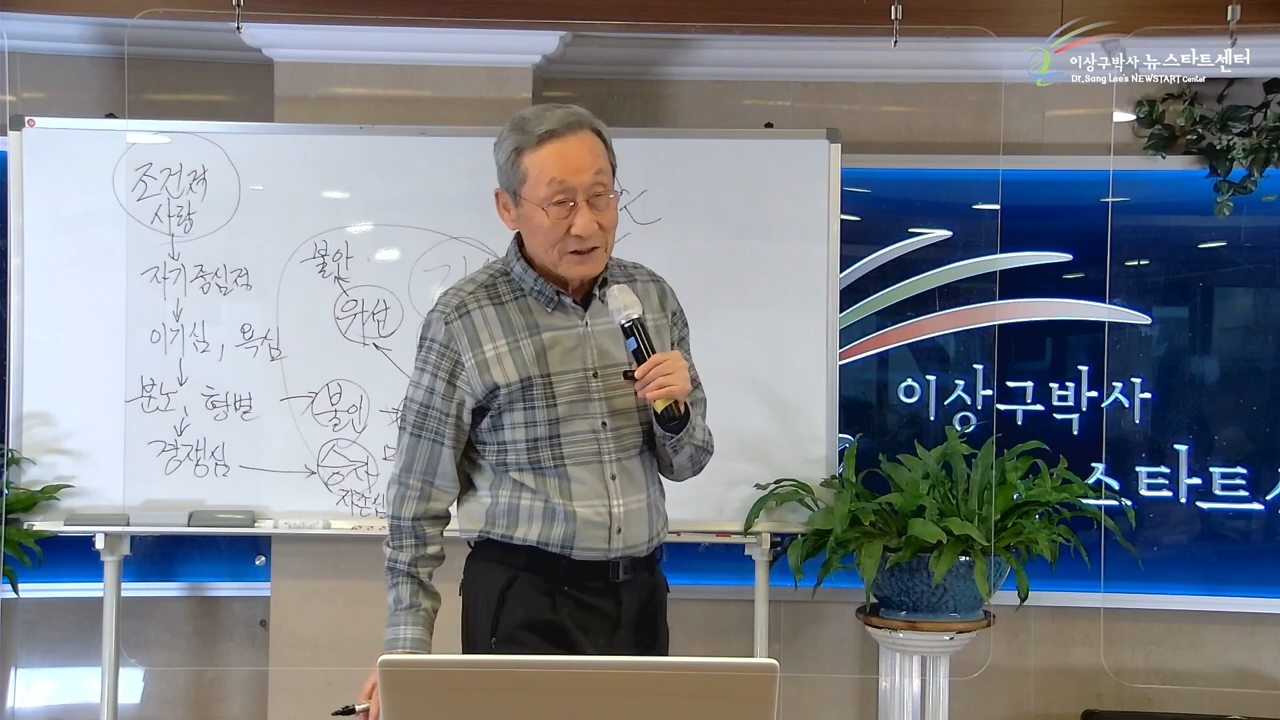 이상구박사 뉴스타트센터
Dr.Sang Lee's NEWSTART Center
조건적
사랑
자기중심적
이기심, 욕심
분노 형벌
경쟁심
불안
위선
불인
자존심
이상구박사
스타트